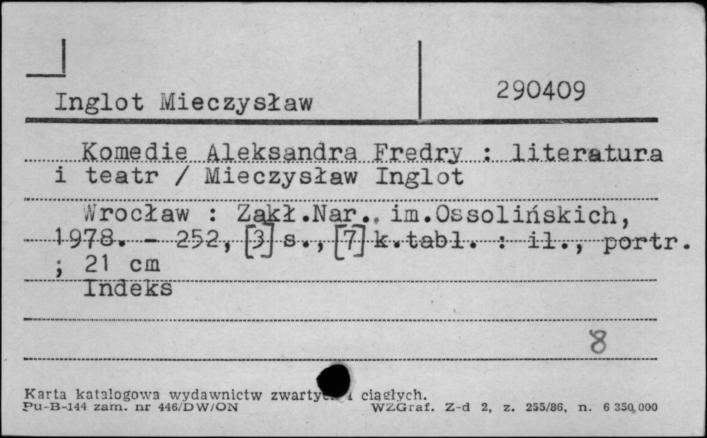 Inglot Mieczysław
290409
Komedie Aleksandra Fredry : literatura
i teatr / Mieczysław Inglot
Wrocław : Zakł.Nar. im.Ossolińskich,
1978. - 252, [3] s., [7] k.tabl. : il., portr.
; 21 cm
Indeks
8
Karta katalogowa wydawnictw zwartych i ciągłych.
Pu-B-144 zam. nr 446/DW/ON WZGraf. Z-d 2, z. 255/86, n. 6 350 000